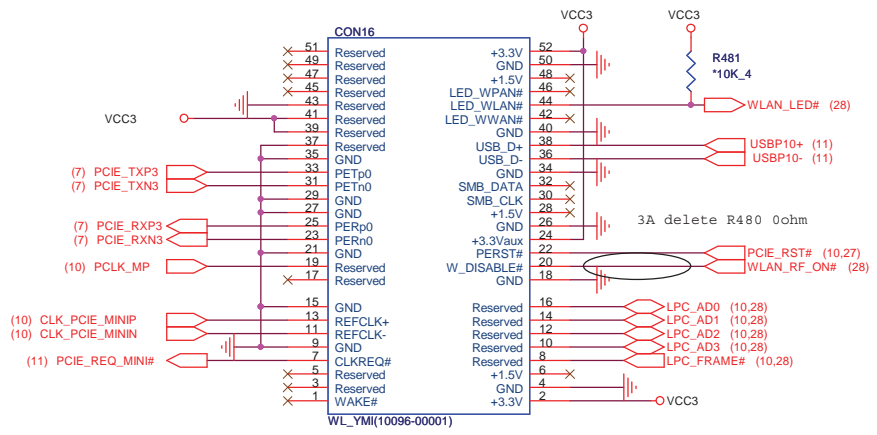 CON16
VCC3
VCC3
R481
*10K_4
51 Reserved +3.3V 52
49 Reserved GND 50
47 Reserved +1.5V 48
45 Reserved LED_WPAN# 46
43 Reserved LED_WLAN# 44 WLAN_LED# (28)
VCC3 41 Reserved LED_WWAN# 42
39 Reserved GND 40
37 Reserved USB_D+ 38 USBP10+ (11)
35 GND USB_D- 36 USBP10- (11)
(7) PCIE_TXP3 33 PETp0 GND 34
(7) PCIE_TXN3 31 PETn0 SMB_DATA 32
29 GND SMB_CLK 30
27 GND +1.5V 28
(7) PCIE_RXP3 25 PERp0 GND 26
3A delete R480 0ohm
(7) PCIE_RXN3 23 PERn0 +3.3Vaux 24
21 GND PERST# 22 PCIE_RST# (10,27)
(10) PCLK_MP 19 Reserved W_DISABLE# 20 WLAN_RF_ON# (28)
17 Reserved GND 18
15 GND Reserved 16 LPC_AD0 (10,28)
(10) CLK_PCIE_MINIP 13 REFCLK+ Reserved 14 LPC_AD1 (10,28)
(10) CLK_PCIE_MININ 11 REFCLK- Reserved 12 LPC_AD2 (10,28)
9 GND Reserved 10 LPC_AD3 (10,28)
(11) PCIE_REQ_MINI# 7 CLKREQ# Reserved 8 LPC_FRAME# (10,28)
5 Reserved +1.5V 6
3 Reserved GND 4
1 WAKE# +3.3V 2 VCC3
WL_YMI(10096-00001)